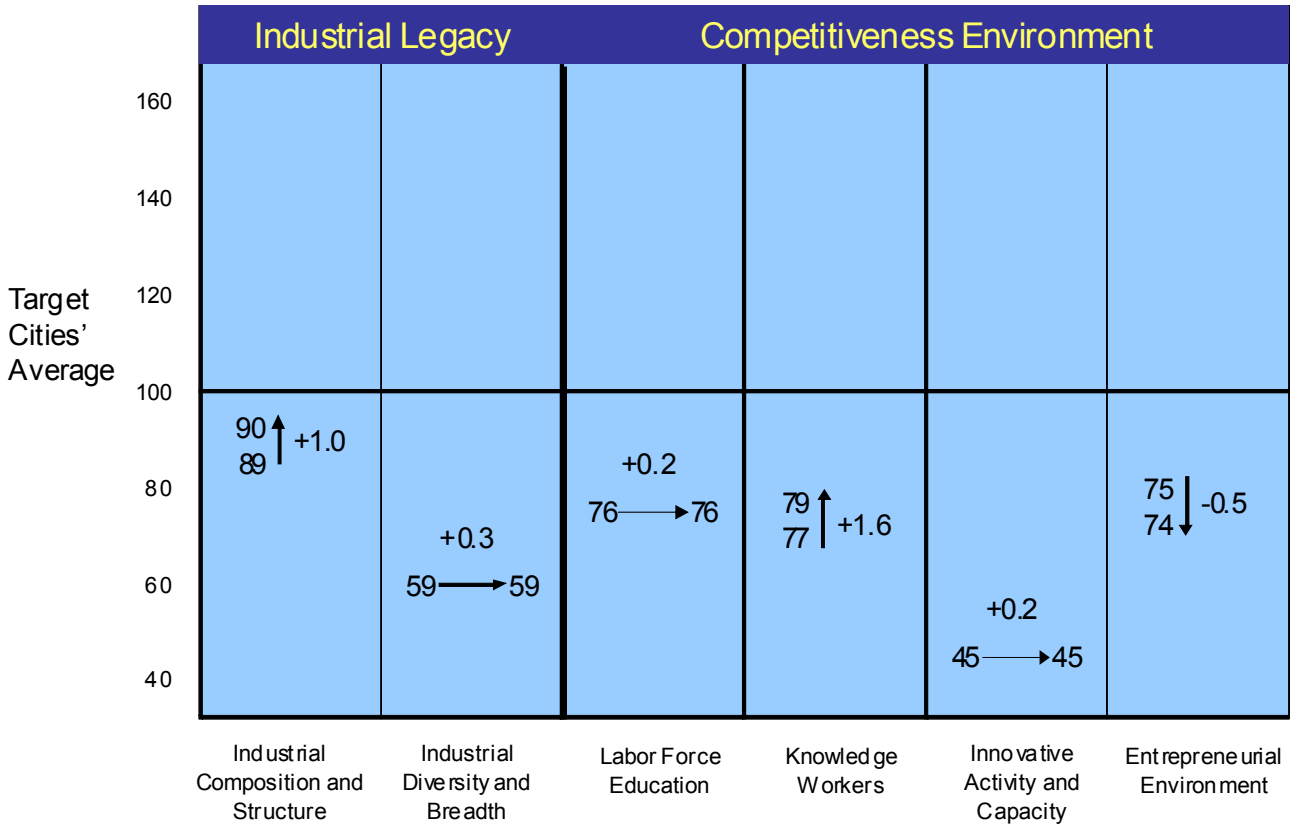 Industrial Legacy
Competitiveness Environment
160
140
120
Target
Cities’
Average
100
80
60
40
90
89
+1.0
+0.3
59
59
+0.2
76
76
79
77
+1.6
+0.2
45
45
75
74
-0.5
Industrial
Composition and
Structure
Industrial
Diversity and
Breadth
Labor Force
Education
Knowledge
Workers
Innovative
Activity and
Capacity
Entrepreneurial
Environment